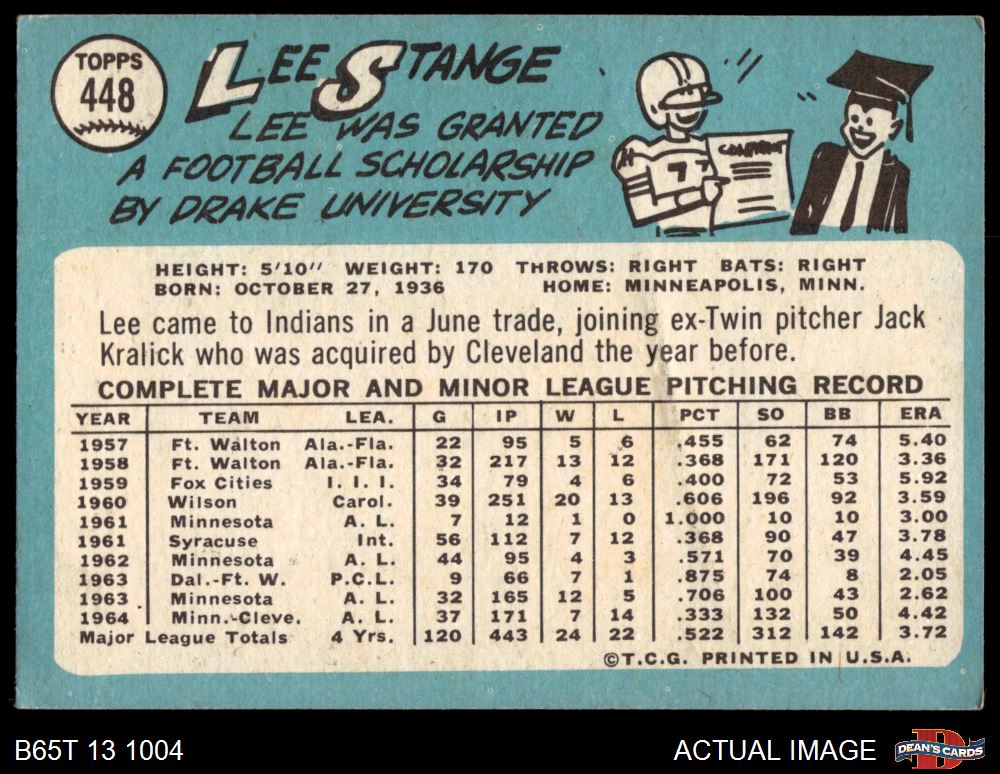 TOPPS
448
LEE STANGE
LEE WAS GRANTED
A FOOTBALL SCHOLARSHIP
BY DRAKE UNIVERSITY
77
CONTRACT
HEIGHT: 5'10" WEIGHT: 170 THROWS: RIGHT BATS: RIGHT
BORN: OCTOBER 27, 1936 HOME: MINNEAPOLIS, MINN.
Lee came to Indians in a June trade, joining ex-Twin pitcher Jack
Kralick who was acquired by Cleveland the year before.
COMPLETE MAJOR AND MINOR LEAGUE PITCHING RECORD
YEAR TEAM LEA. G IP W L PCT SO BB ERA
1957 Ft. Walton Ala.-Fla. 22 95 5 6 .455 62 74 5.40
1958 Ft. Walton Ala.-Fla. 32 217 13 12 .368 171 120 3.36
1959 Fox Cities I. I. I. 34 79 4 6 .400 72 53 5.92
1960 Wilson Carol. 39 251 20 13 .606 196 92 3.59
1961 Minnesota A. L. 7 12 1 0 1.000 10 10 3.00
1961 Syracuse Int. 56 112 7 12 .368 90 47 3.78
1962 Minnesota A. L. 44 95 4 3 .571 70 39 4.45
1963 Dal.-Ft. W. P.C.L. 9 66 7 1 .875 74 8 2.05
1963 Minnesota A. L. 32 165 12 5 .706 100 43 2.62
1964 Minn.-Cleve. A. L. 37 171 7 14 .333 132 50 4.42
Major League Totals 4 Yrs. 120 443 24 22 .522 312 142 3.72
©T.C.G. PRINTED IN U.S.A.
B65T 13 1004
ACTUAL IMAGE
DEAN'S CARDS